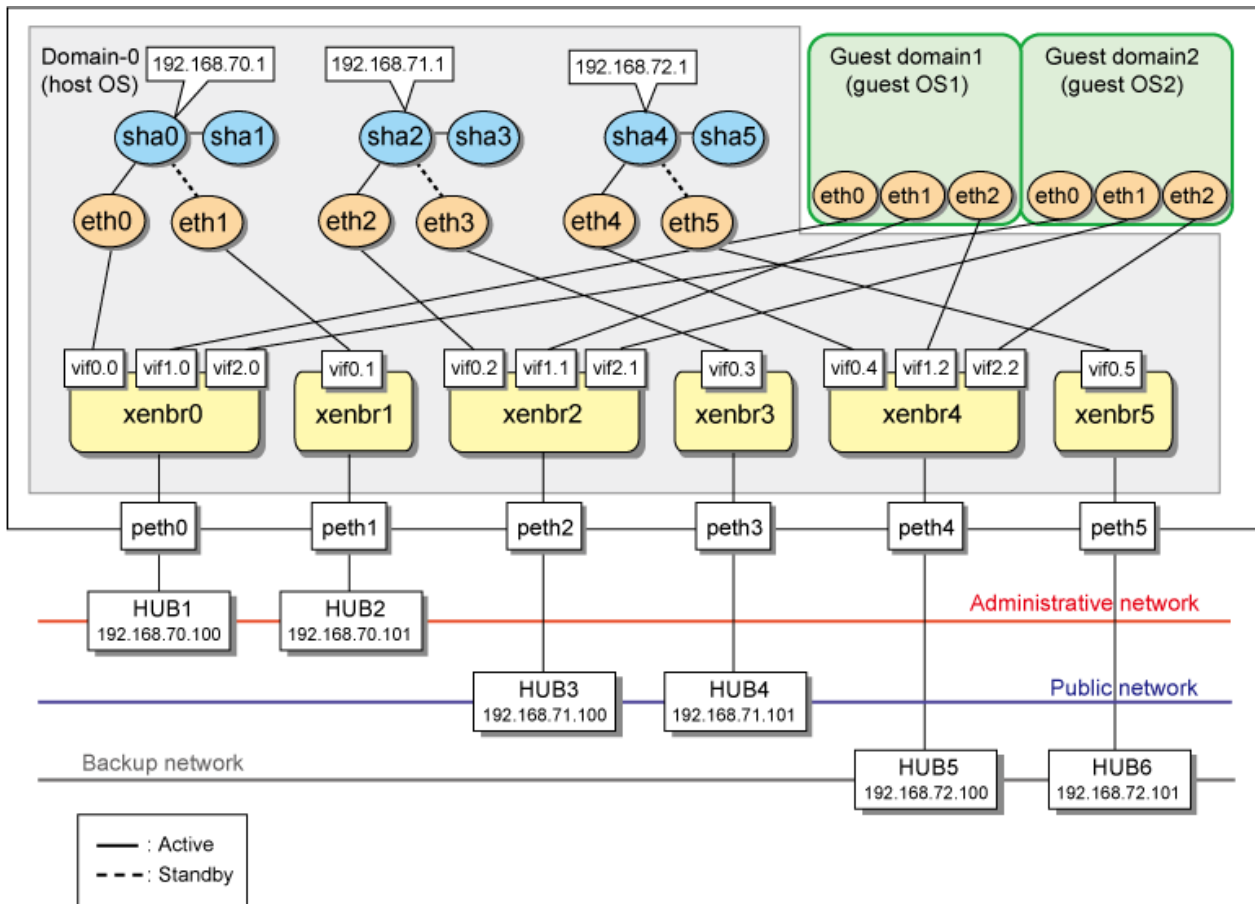 Domain-0
(host OS)
192.168.70.1
192.168.71.1
192.168.72.1
Guest domain1
(guest OS1)
Guest domain2
(guest OS2)
sha0
sha1
sha2
sha3
sha4
sha5
eth0
eth1
eth2
eth0
eth1
eth2
eth0
eth1
eth2
eth3
eth4
eth5
vif0.0
vif1.0
vif2.0
vif0.1
vif0.2
vif1.1
vif2.1
vif0.3
vif0.4
vif1.2
vif2.2
vif0.5
xenbr0
xenbr1
xenbr2
xenbr3
xenbr4
xenbr5
peth0
peth1
peth2
peth3
peth4
peth5
HUB1
192.168.70.100
HUB2
192.168.70.101
Administrative network
HUB3
192.168.71.100
HUB4
192.168.71.101
Public network
Backup network
HUB5
192.168.72.100
HUB6
192.168.72.101
: Active
: Standby